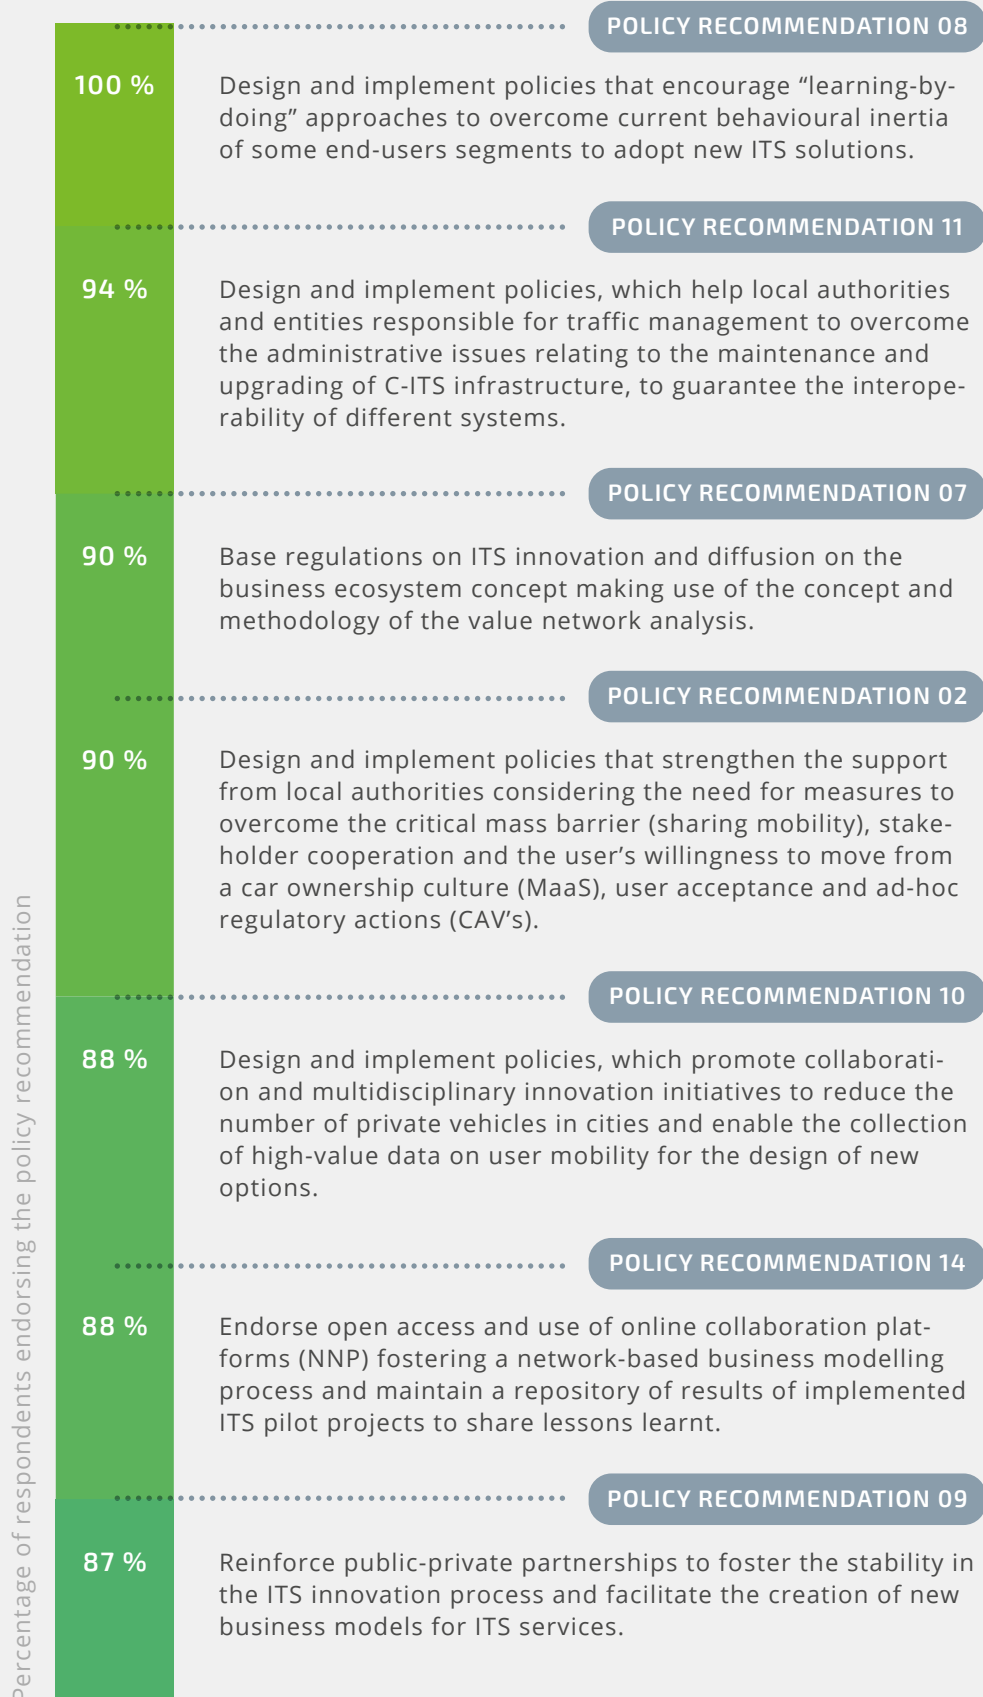 POLICY RECOMMENDATION 08
100 %
Design and implement policies that encourage “learning-by-
doing” approaches to overcome current behavioural inertia
of some end-users segments to adopt new ITS solutions.
POLICY RECOMMENDATION 11
94 %
Design and implement policies, which help local authorities
and entities responsible for traffic management to overcome
the administrative issues relating to the maintenance and
upgrading of C-ITS infrastructure, to guarantee the interope-
rability of different systems.
POLICY RECOMMENDATION 07
90 %
Base regulations on ITS innovation and diffusion on the
business ecosystem concept making use of the concept and
methodology of the value network analysis.
POLICY RECOMMENDATION 02
90 %
Design and implement policies that strengthen the support
from local authorities considering the need for measures to
overcome the critical mass barrier (sharing mobility), stake-
holder cooperation and the user’s willingness to move from
a car ownership culture (MaaS), user acceptance and ad-hoc
regulatory actions (CAV’s).
POLICY RECOMMENDATION 10
88 %
Design and implement policies, which promote collaborati-
on and multidisciplinary innovation initiatives to reduce the
number of private vehicles in cities and enable the collection
of high-value data on user mobility for the design of new
options.
POLICY RECOMMENDATION 14
88 %
Endorse open access and use of online collaboration plat-
forms (NNP) fostering a network-based business modelling
process and maintain a repository of results of implemented
ITS pilot projects to share lessons learnt.
POLICY RECOMMENDATION 09
87 %
Reinforce public-private partnerships to foster the stability in
the ITS innovation process and facilitate the creation of new
business models for ITS services.
Percentage of respondents endorsing the policy recommendation